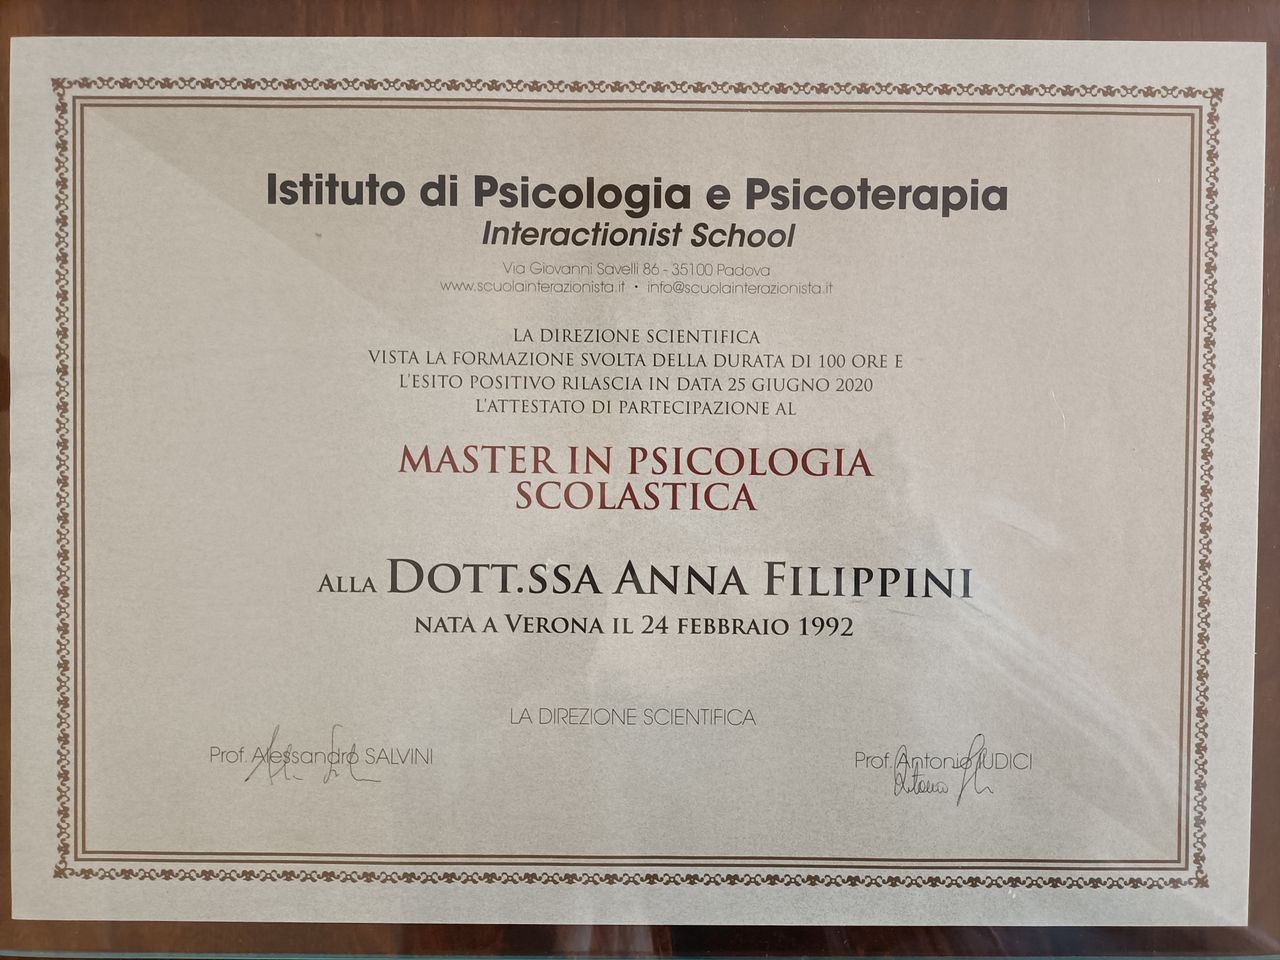 Istituto di Psicologia e Psicoterapia
Interactionist School
Via Giovanni Savelli 86 - 35100 Padova
www.scuolainterazionista.it • info@scuolainterazionista.it
LA DIREZIONE SCIENTIFICA
VISTA LA FORMAZIONE SVOLTA DELLA DURATA DI 100 ORE E
L'ESITO POSITIVO RILASCIA IN DATA 25 GIUGNO 2020
L'ATTESTATO DI PARTECIPAZIONE AL
MASTER IN PSICOLOGIA
SCOLASTICA
ALLA DOTT.SSA ANNA FILIPPINI
NATA A VERONA IL 24 FEBBRAIO 1992
LA DIREZIONE SCIENTIFICA
Prof. Alessandro SALVINI
Prof. Antonio IUDICI